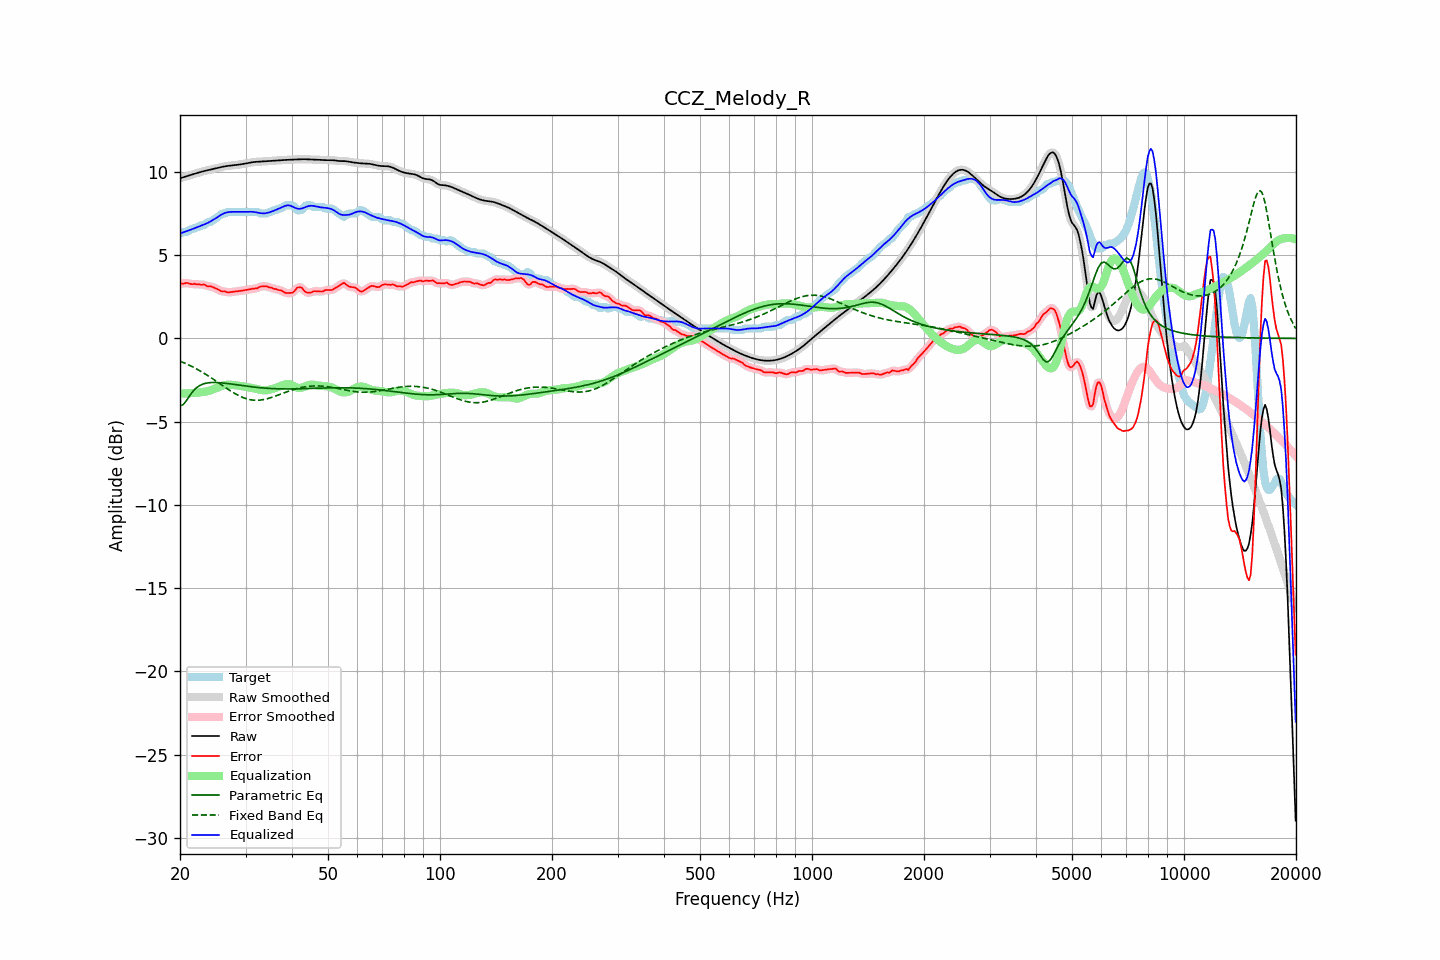 CCZ_Melody_R
Amplitude (dBr)
10
5
0
−5
−10
−15
−20
−25
−30
Target
Raw Smoothed
Error Smoothed
Raw
Error
Equalization
Parametric Eq
Fixed Band Eq
Equalized
20 50 100 200 500 1000 2000 5000 10000 20000
Frequency (Hz)